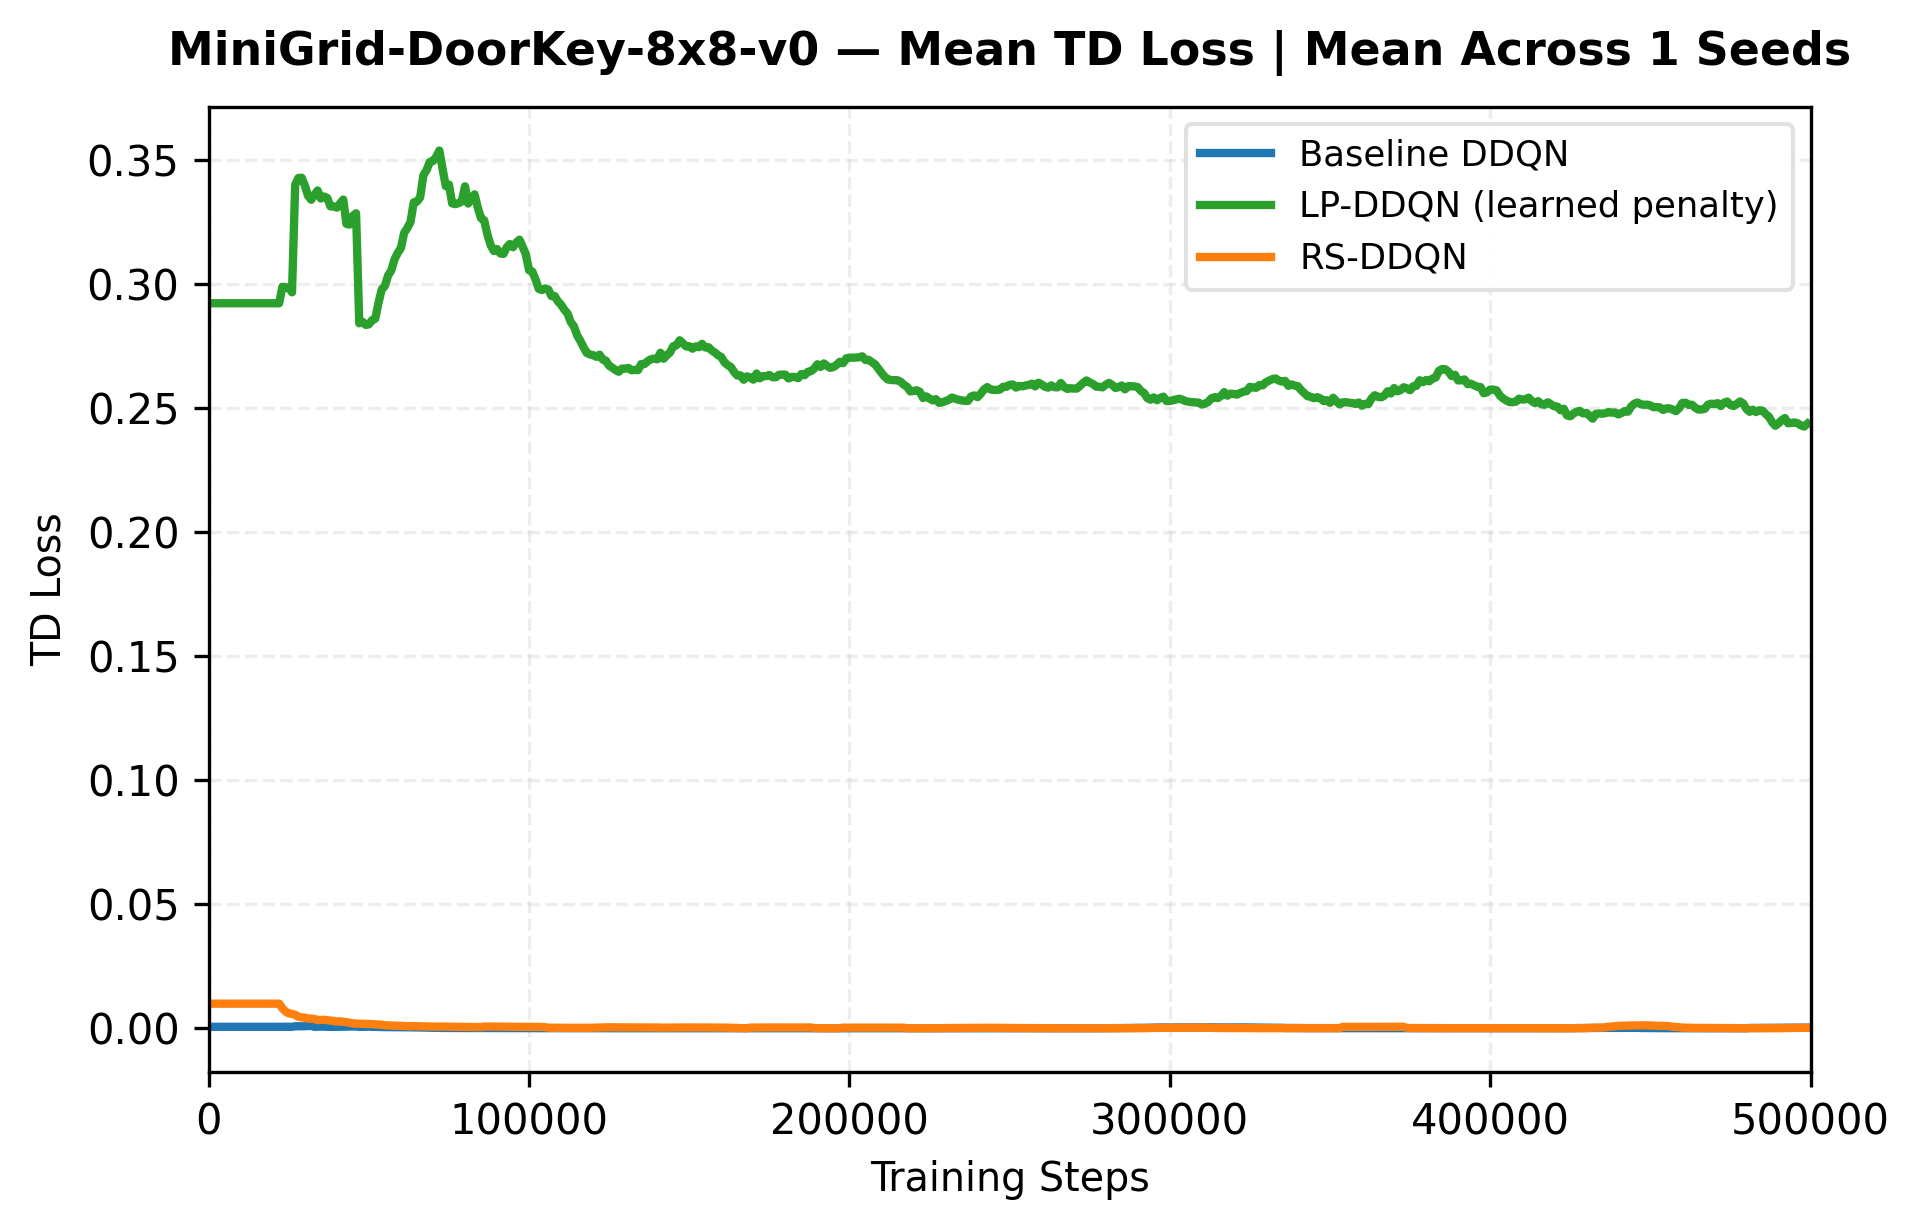 MiniGrid-DoorKey-8x8-v0 — Mean TD Loss | Mean Across 1 Seeds
Baseline DDQN
LP-DDQN (learned penalty)
RS-DDQN
TD Loss
0.35
0.30
0.25
0.20
0.15
0.10
0.05
0.00
0
100000
200000
300000
400000
500000
Training Steps